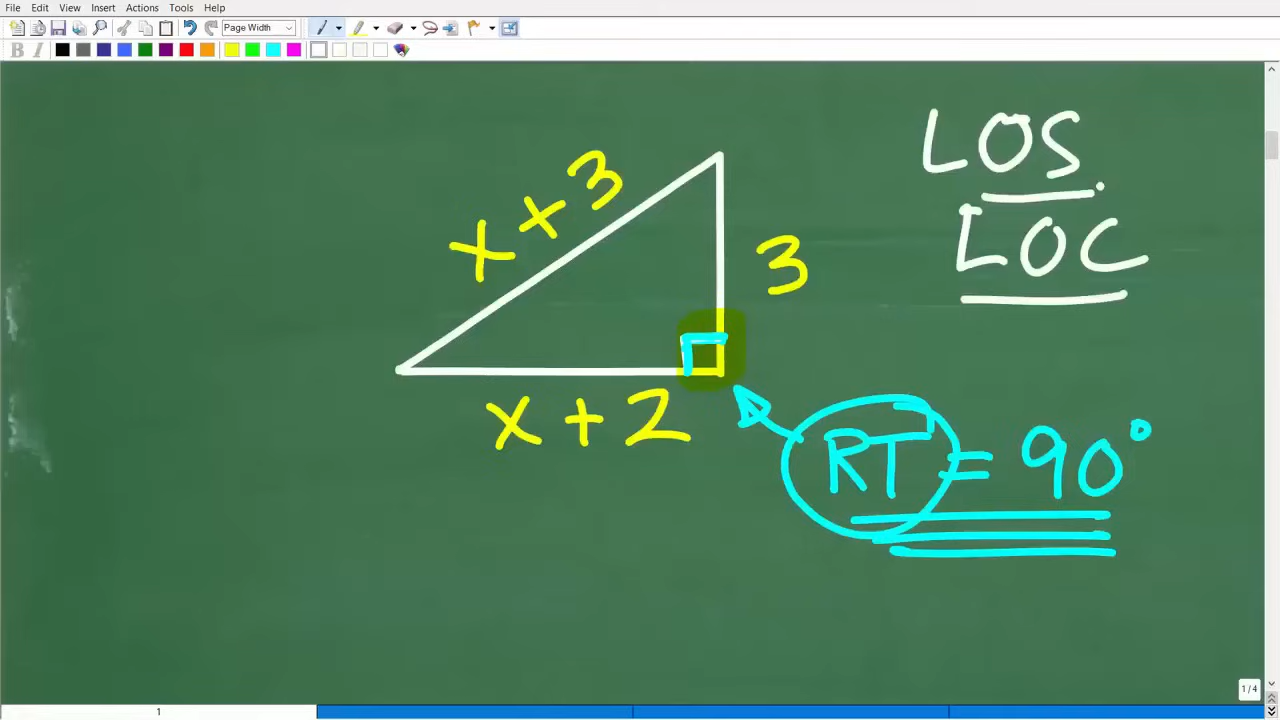 File Edit View Insert Actions Tools Help
Page Width
B I
LOS
x + 3
LOC
3
x + 2
RT = 90°
1/4
1